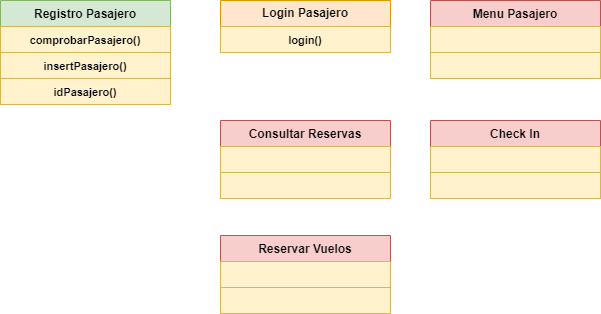 Registro Pasajero
comprobarPasajero()
insertPasajero()
idPasajero()
Login Pasajero
login()
Menu Pasajero
Consultar Reservas
Check In
Reservar Vuelos